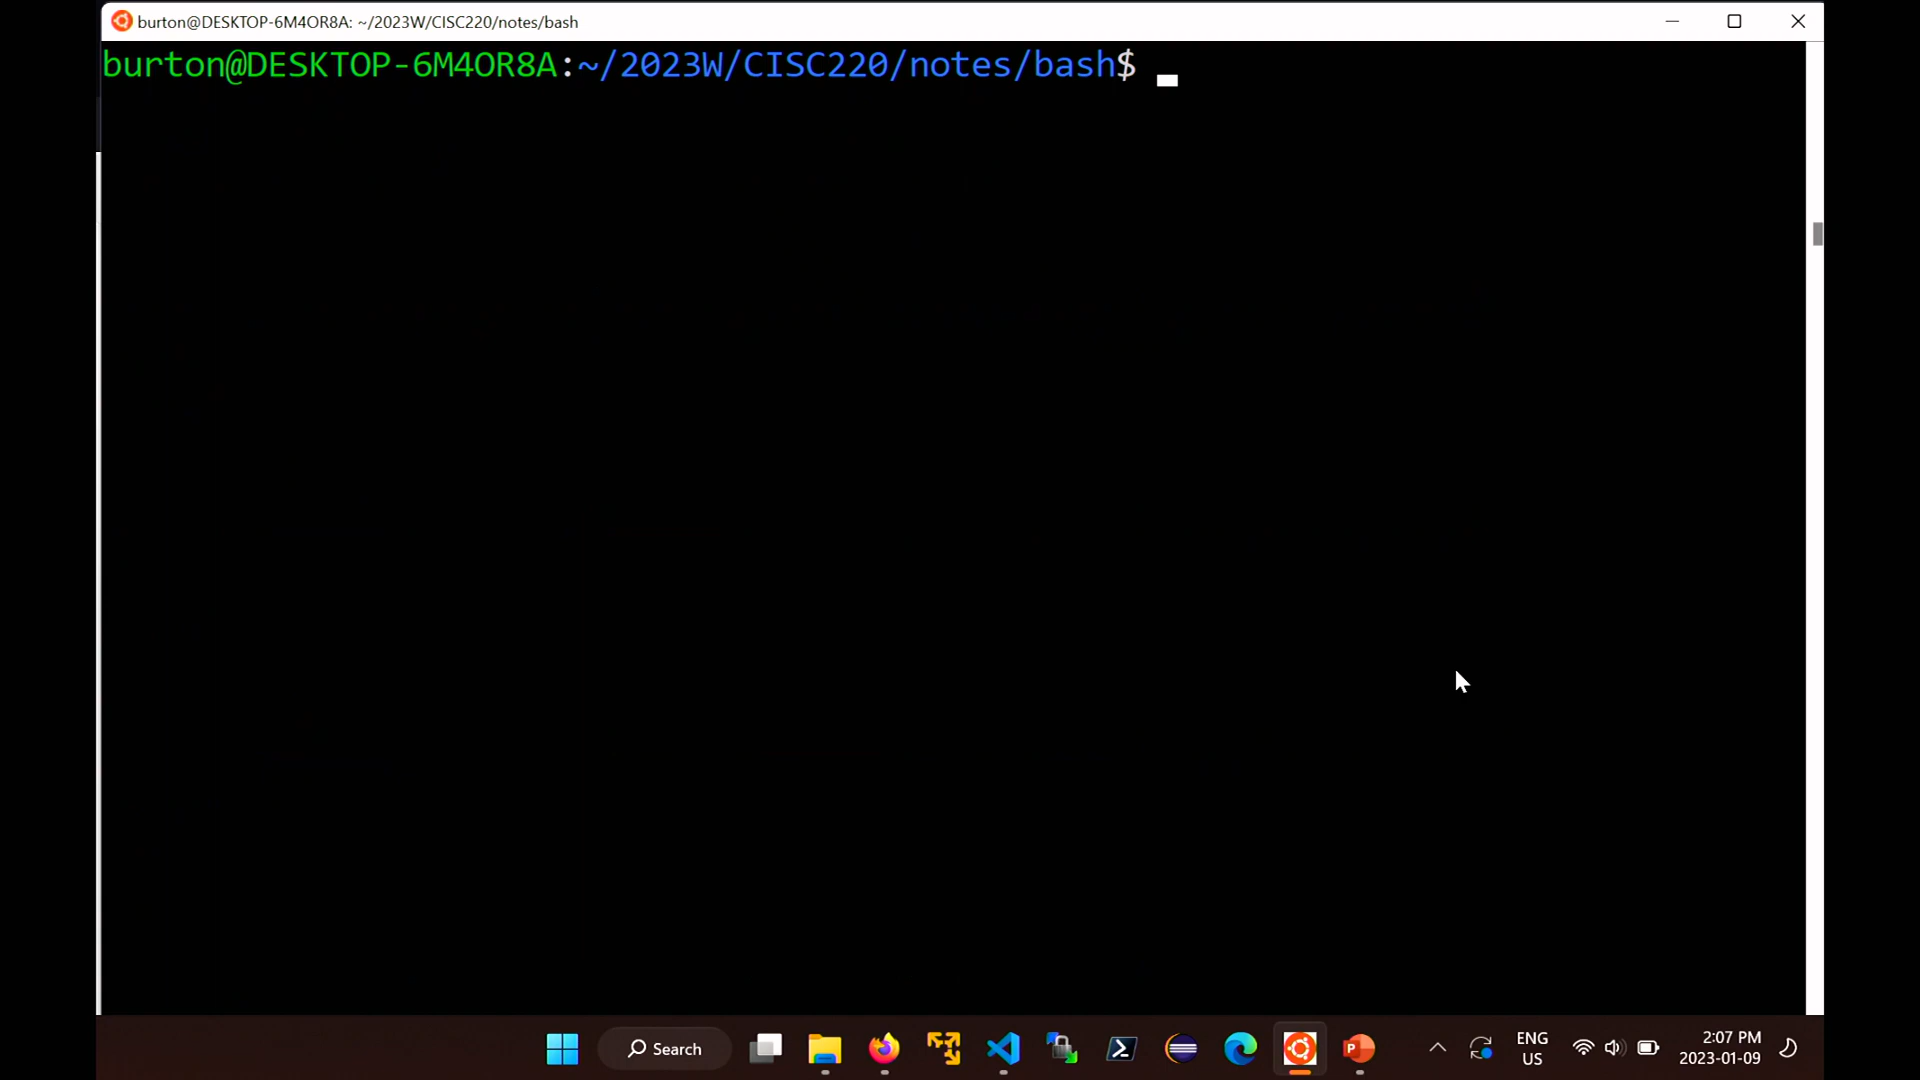 burton@DESKTOP-6M4OR8A: ~/2023W/CISC220/notes/bash
burton@DESKTOP-6M4OR8A:~/2023W/CISC220/notes/bash$
Search
ENG
US
2:07 PM
2023-01-09